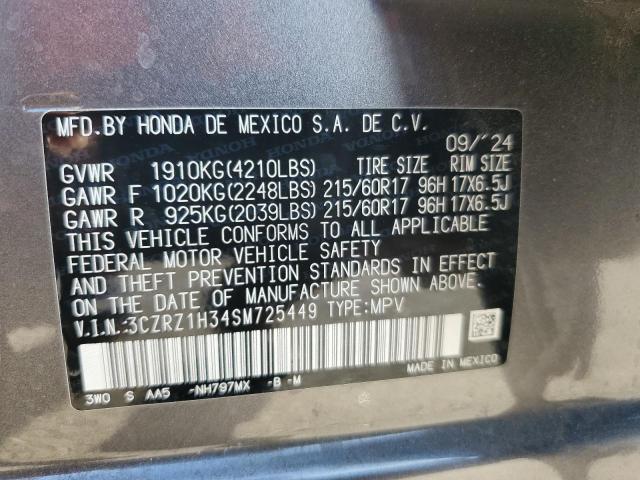 MFD.BY HONDA DE MEXICO S.A. DE C.V.
09/´24
GVWR 1910KG(4210LBS) TIRE SIZE RIM SIZE
GAWR F 1020KG(2248LBS) 215/60R17 96H 17X6.5J
GAWR R 925KG(2039LBS) 215/60R17 96H 17X6.5J
THIS VEHICLE CONFORMS TO ALL APPLICABLE
FEDERAL MOTOR VEHICLE SAFETY
AND THEFT PREVENTION STANDARDS IN EFFECT
ON THE DATE OF MANUFACTURE SHOWN ABOVE.
V.I.N.:3CZRZ1H34SM725449 TYPE:MPV
3W0 S AA5 -NH797MX -B -M
MADE IN MEXICO